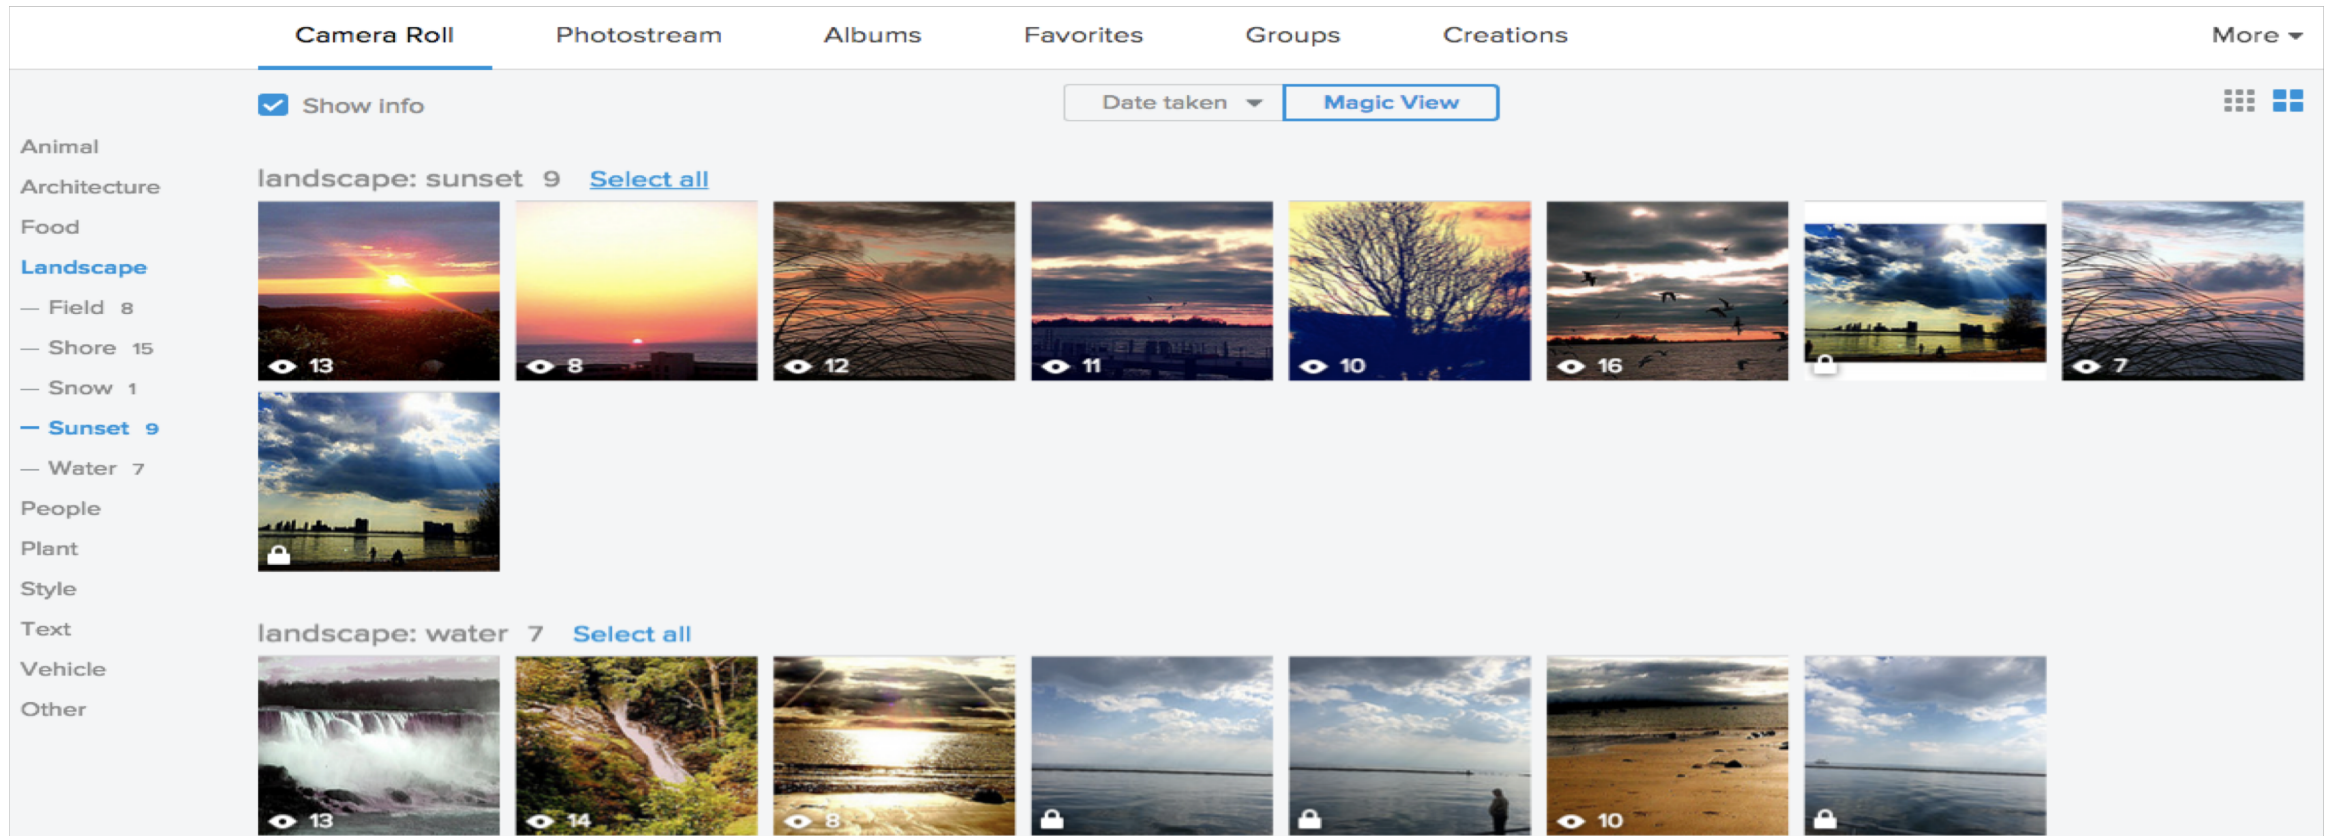 Camera Roll Photostream Albums Favorites Groups Creations More
Show info Date taken Magic View
Animal
Architecture
Food
Landscape
— Field 8
— Shore 15
— Snow 1
— Sunset 9
— Water 7
People
Plant
Style
Text
Vehicle
Other
landscape: sunset 9 Select all
13 8 12 11 10 16 7
landscape: water 7 Select all
13 14 8 10